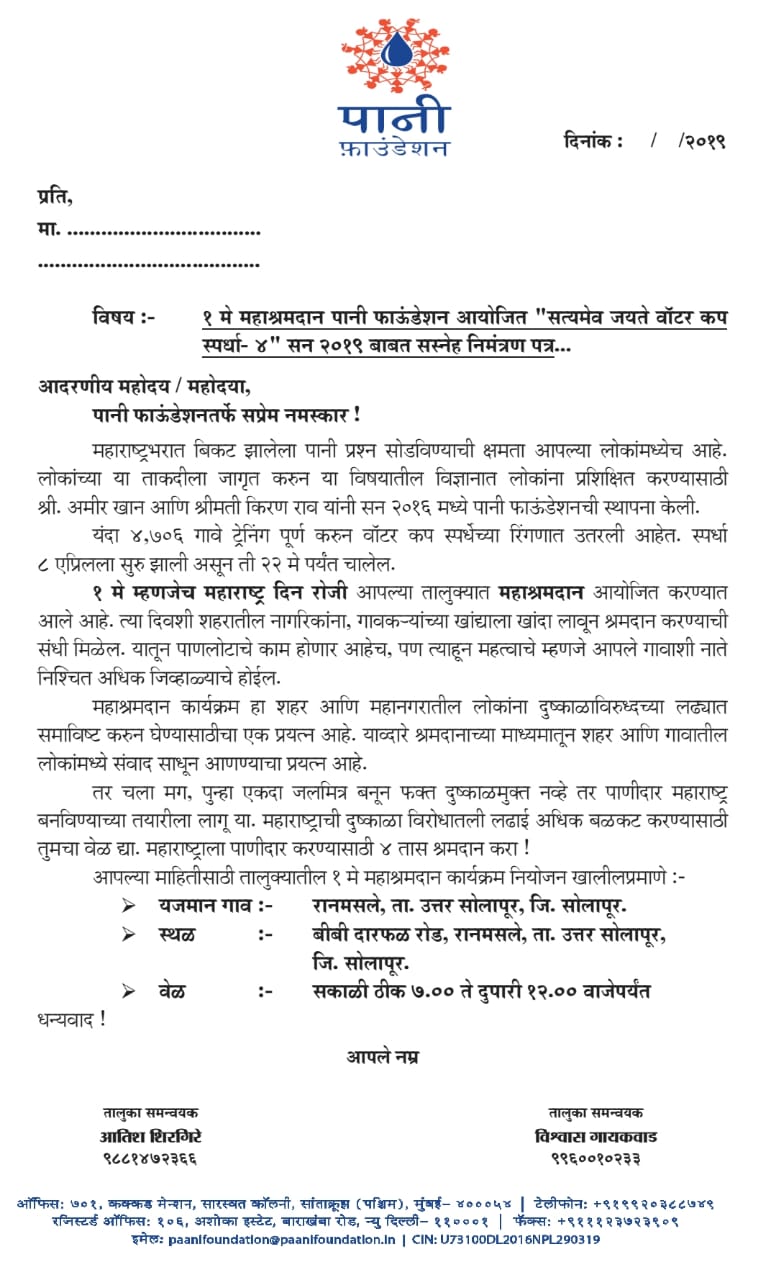 पानी
फ़ाउंडेशन
दिनांक : / /२०१९
प्रति,
मा. ..................................
.......................................
विषय :- १ मे महाश्रमदान पानी फाऊंडेशन आयोजित "सत्यमेव जयते वॉटर कप
स्पर्धा- ४" सन २०१९ बाबत सस्नेह निमंत्रण पत्र...
आदरणीय महोदय / महोदया,
पानी फाऊंडेशनतर्फे सप्रेम नमस्कार !
महाराष्ट्रभरात बिकट झालेला पानी प्रश्न सोडविण्याची क्षमता आपल्या लोकांमध्येच आहे.
लोकांच्या या ताकदीला जागृत करुन या विषयातील विज्ञानात लोकांना प्रशिक्षित करण्यासाठी
श्री. अमीर खान आणि श्रीमती किरण राव यांनी सन २०१६ मध्ये पानी फाऊंडेशनची स्थापना केली.
यंदा ४,७०६ गावे ट्रेनिंग पूर्ण करुन वॉटर कप स्पर्धेच्या रिंगणात उतरली आहेत. स्पर्धा
८ एप्रिलला सुरु झाली असून ती २२ मे पर्यंत चालेल.
१ मे म्हणजेच महाराष्ट्र दिन रोजी आपल्या तालुक्यात महाश्रमदान आयोजित करण्यात
आले आहे. त्या दिवशी शहरातील नागरिकांना, गावकऱ्यांच्या खांद्याला खांदा लावून श्रमदान करण्याची
संधी मिळेल. यातून पाणलोटाचे काम होणार आहेच, पण त्याहून महत्वाचे म्हणजे आपले गावाशी नाते
निश्चित अधिक जिव्हाळ्याचे होईल.
महाश्रमदान कार्यक्रम हा शहर आणि महानगरातील लोकांना दुष्काळाविरुध्दच्या लढ्यात
समाविष्ट करुन घेण्यासाठीचा एक प्रयत्न आहे. याव्दारे श्रमदानाच्या माध्यमातून शहर आणि गावातील
लोकांमध्ये संवाद साधून आणण्याचा प्रयत्न आहे.
तर चला मग, पुन्हा एकदा जलमित्र बनून फक्त दुष्काळमुक्त नव्हे तर पाणीदार महाराष्ट्र
बनविण्याच्या तयारीला लागू या. महाराष्ट्राची दुष्काळा विरोधातली लढाई अधिक बळकट करण्यासाठी
तुमचा वेळ द्या. महाराष्ट्राला पाणीदार करण्यासाठी ४ तास श्रमदान करा !
आपल्या माहितीसाठी तालुक्यातील १ मे महाश्रमदान कार्यक्रम नियोजन खालीलप्रमाणे :-
➢ यजमान गाव :- रानमसले, ता. उत्तर सोलापूर, जि. सोलापूर.
➢ स्थळ :- बीबी दारफळ रोड, रानमसले, ता. उत्तर सोलापूर,
जि. सोलापूर.
➢ वेळ :- सकाळी ठीक ७.०० ते दुपारी १२.०० वाजेपर्यंत
धन्यवाद !
आपले नम्र
तालुका समन्वयक तालुका समन्वयक
आतिश शिरगिरे विश्वास गायकवाड
९८८१४७२३६६ ९९६००१०२३३
ऑफिस: ७०१, कक्कड मेन्शन, सारस्वत कॉलनी, सांताक्रूझ (पश्चिम), मुंबई– ४०००५४ | टेलीफोन: +९१९९२०३८८७४९
रजिस्टर्ड ऑफिस: १०६, अशोका इस्टेट, बाराखंबा रोड, न्यु दिल्ली– ११०००१ | फॅक्स: +९१११२३७२३९०९
इमेल: paanifoundation@paanifoundation.in | CIN: U73100DL2016NPL290319